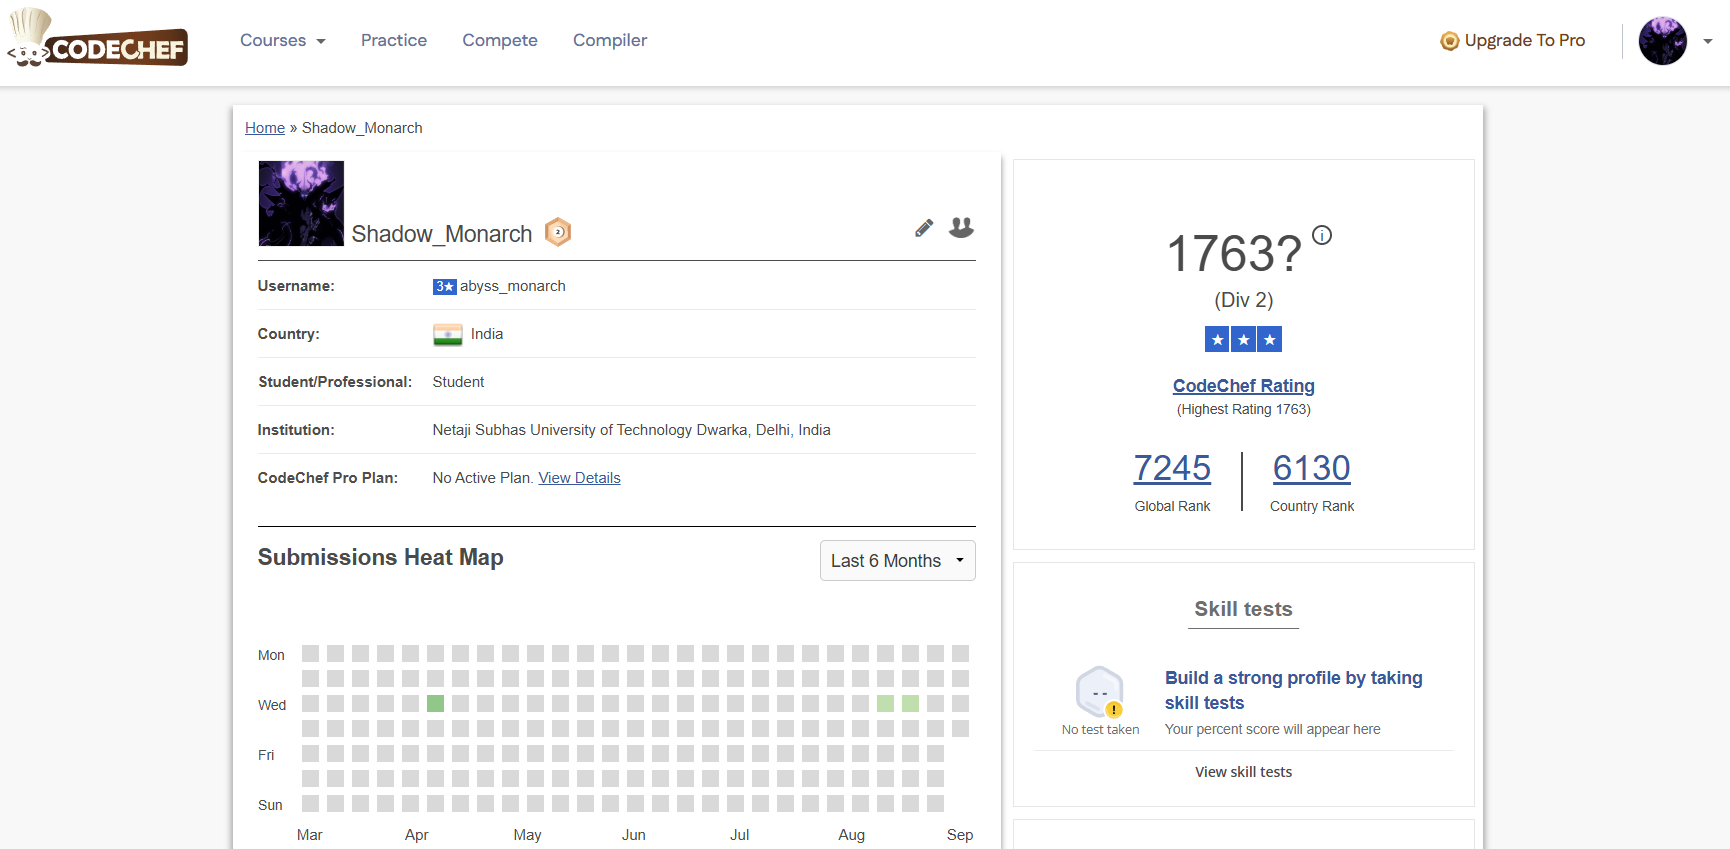 CODECHEF
Courses
Practice
Compete
Compiler
Upgrade To Pro
Home » Shadow_Monarch
Shadow_Monarch
2
Username:
3★ abyss_monarch
Country:
India
Student/Professional:
Student
Institution:
Netaji Subhas University of Technology Dwarka, Delhi, India
CodeChef Pro Plan:
No Active Plan. View Details
Submissions Heat Map
Last 6 Months
Mon
Wed
Fri
Sun
Mar
Apr
May
Jun
Jul
Aug
Sep
1763?
i
(Div 2)
★ ★ ★
CodeChef Rating
(Highest Rating 1763)
7245
Global Rank
6130
Country Rank
Skill tests
--
!
No test taken
Build a strong profile by taking
skill tests
Your percent score will appear here
View skill tests